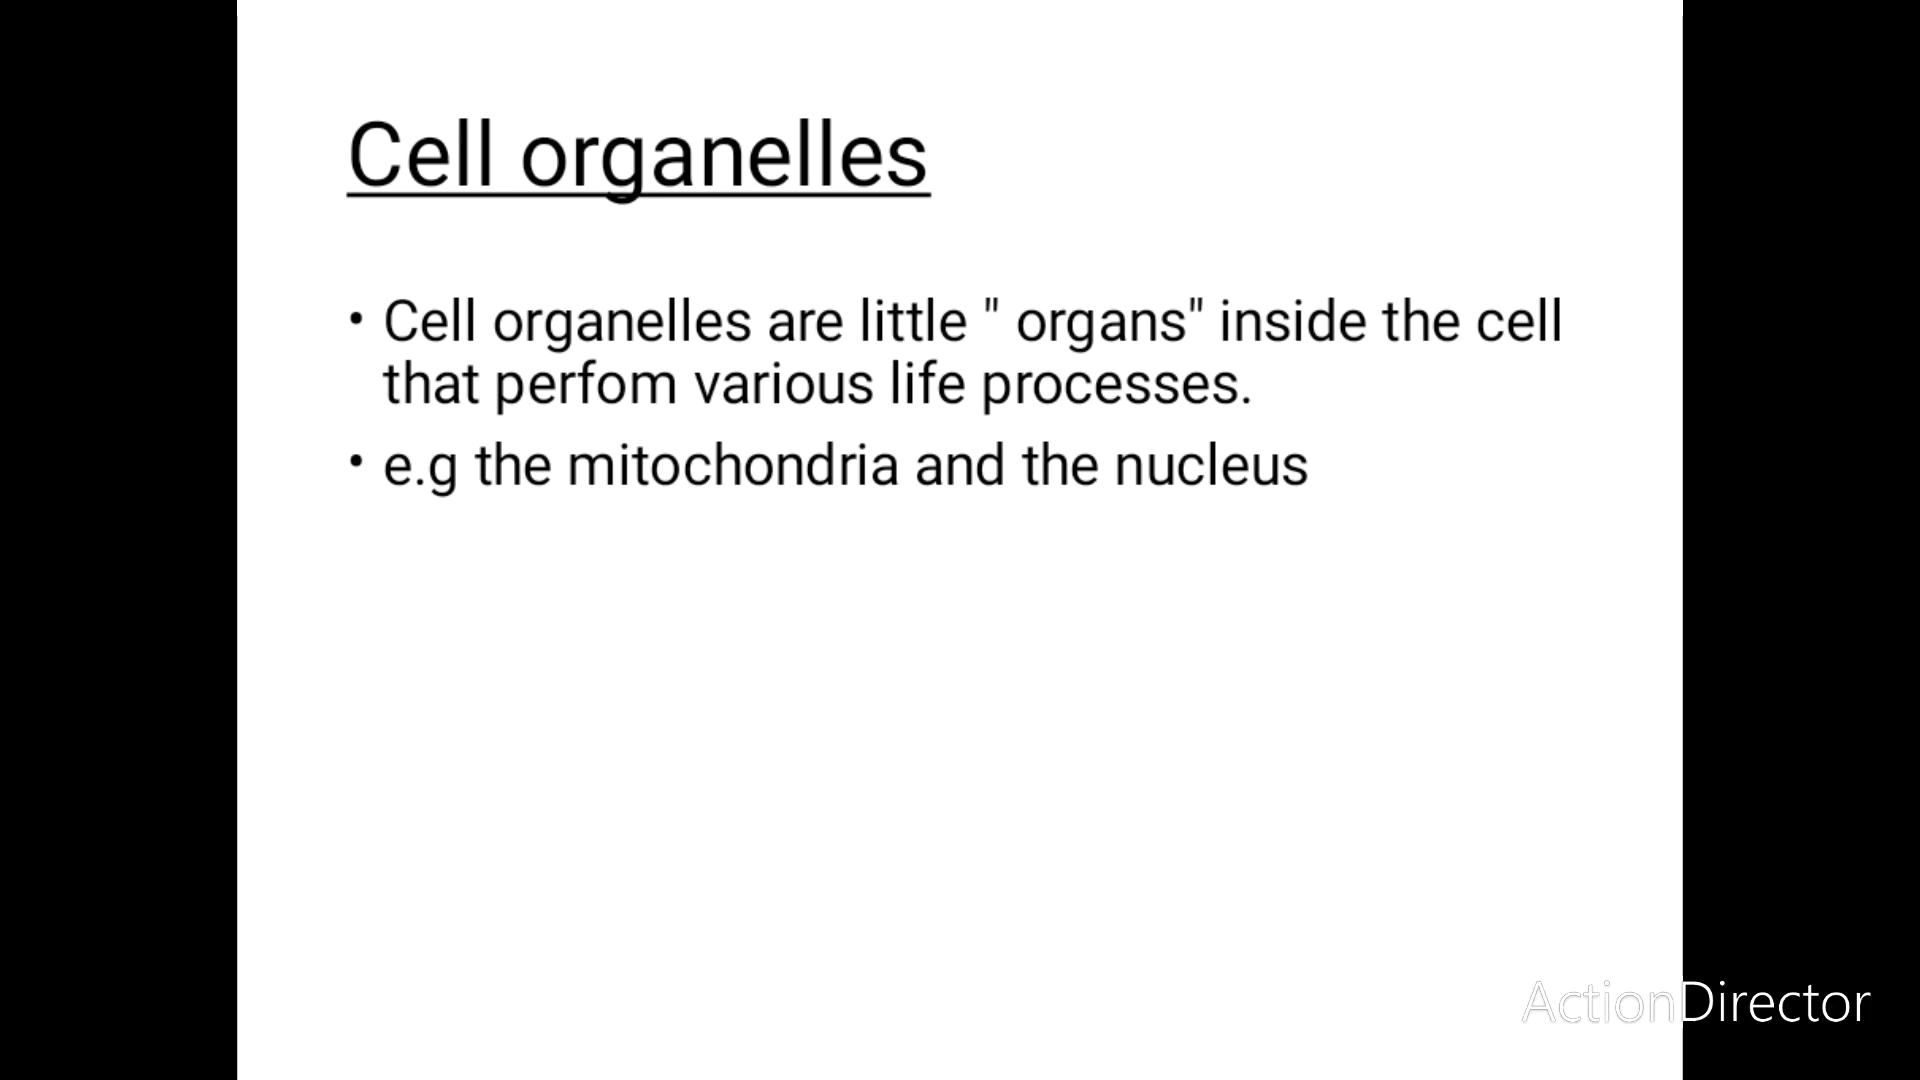 Cell organelles
• Cell organelles are little " organs" inside the cell
that perfom various life processes.
• e.g the mitochondria and the nucleus
ActionDirector